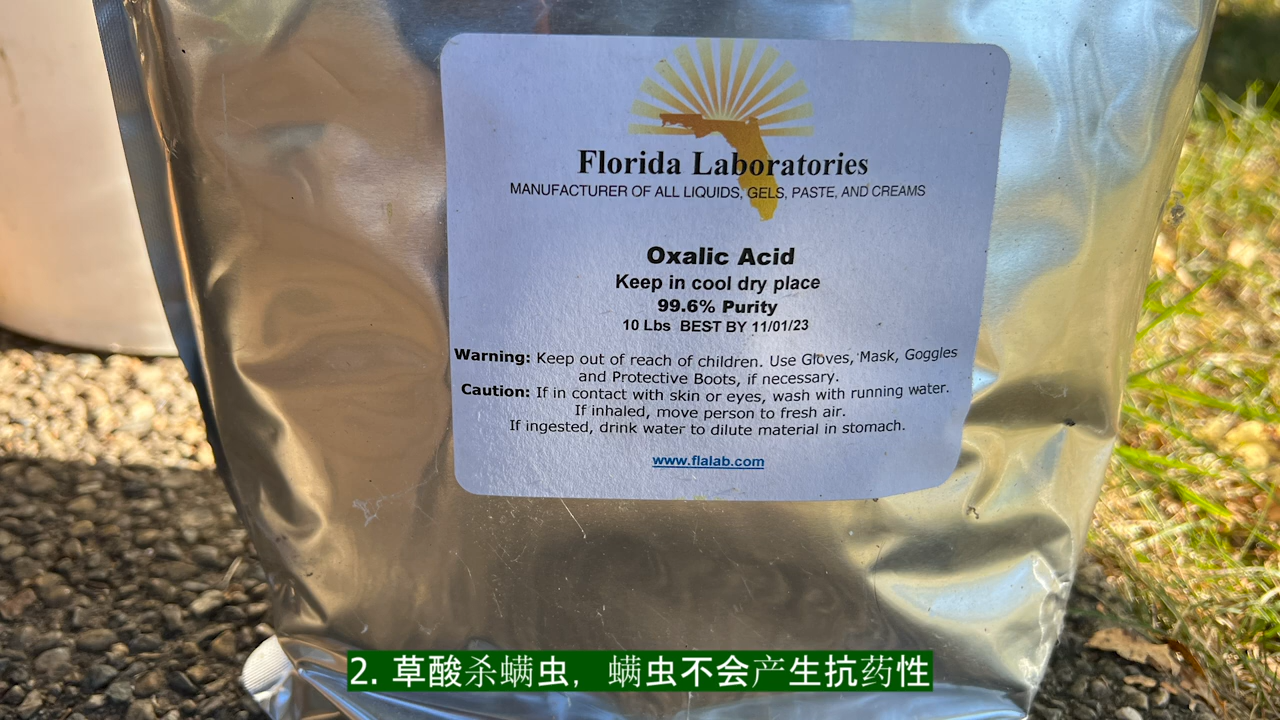 Florida Laboratories
MANUFACTURER OF ALL LIQUIDS, GELS, PASTE, AND CREAMS
Oxalic Acid
Keep in cool dry place
99.6% Purity
10 Lbs BEST BY 11/01/23
Warning: Keep out of reach of children. Use Gloves, Mask, Goggles
and Protective Boots, if necessary.
Caution: If in contact with skin or eyes, wash with running water.
If inhaled, move person to fresh air.
If ingested, drink water to dilute material in stomach.
www.flalab.com
2. 草酸杀螨虫，螨虫不会产生抗药性